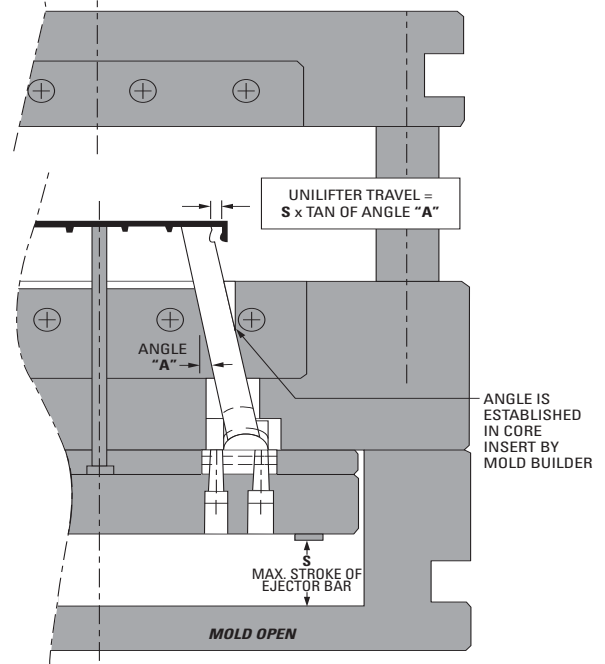 UNILIFTER TRAVEL =
S x TAN OF ANGLE “A”
ANGLE
“A”
ANGLE IS
ESTABLISHED
IN CORE
INSERT BY
MOLD BUILDER
S
MAX. STROKE OF
EJECTOR BAR
MOLD OPEN